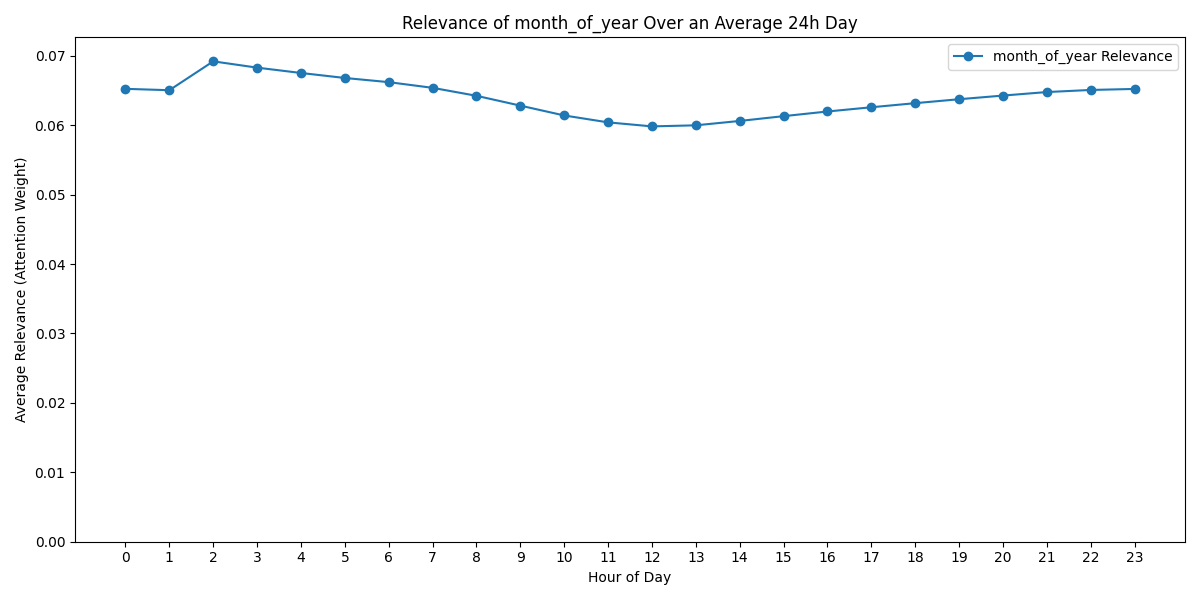 Relevance of month_of_year Over an Average 24h Day
month_of_year Relevance
Average Relevance (Attention Weight)
0.07
0.06
0.05
0.04
0.03
0.02
0.01
0.00
0 1 2 3 4 5 6 7 8 9 10 11 12 13 14 15 16 17 18 19 20 21 22 23
Hour of Day